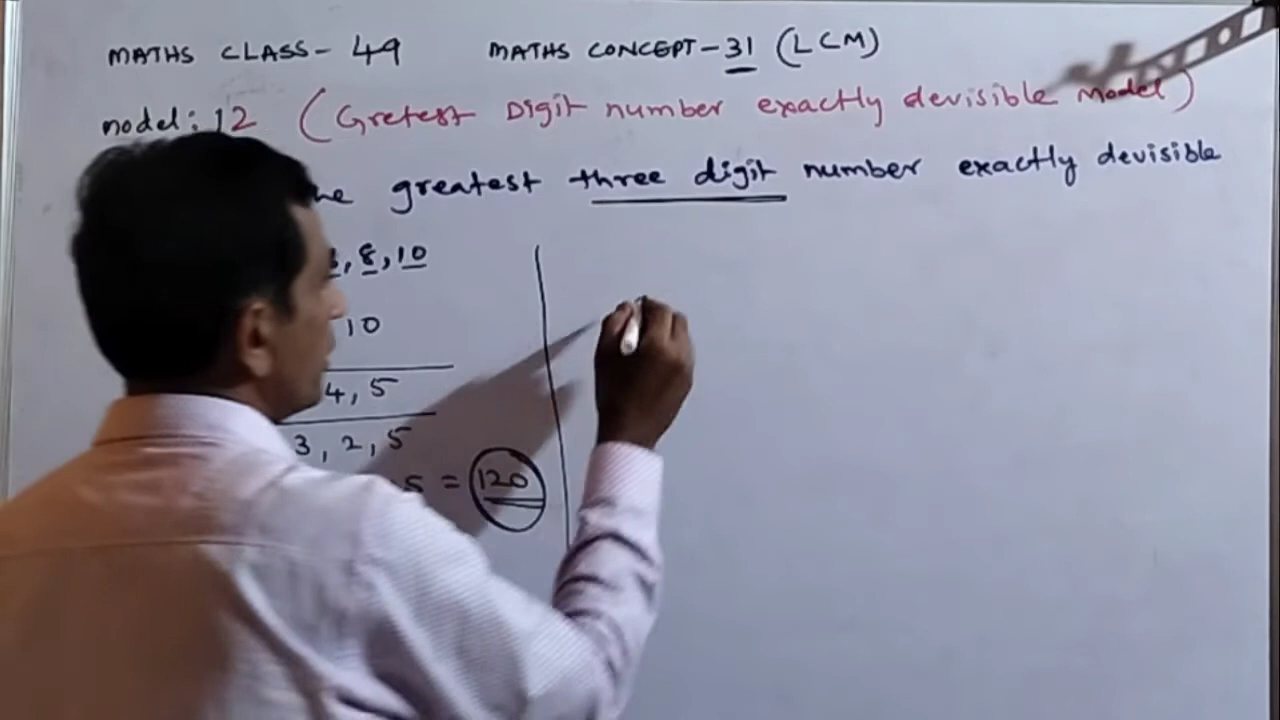 MATHS CLASS- 49 MATHS CONCEPT-31 (LCM)
model: 12 (Gretest Digit number exactly devisible Model)
greatest three digit number exactly devisible
, 8, 10
10
4, 5
3, 2, 5
5 = 120